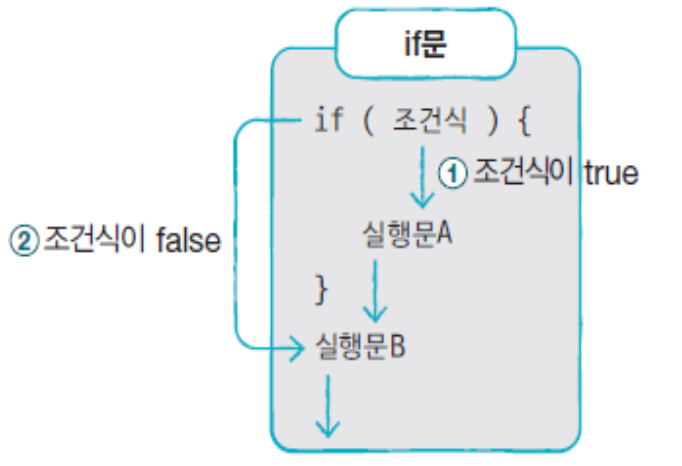 if문
if ( 조건식 ) {
① 조건식이 true
② 조건식이 false
실행문A
}
실행문B